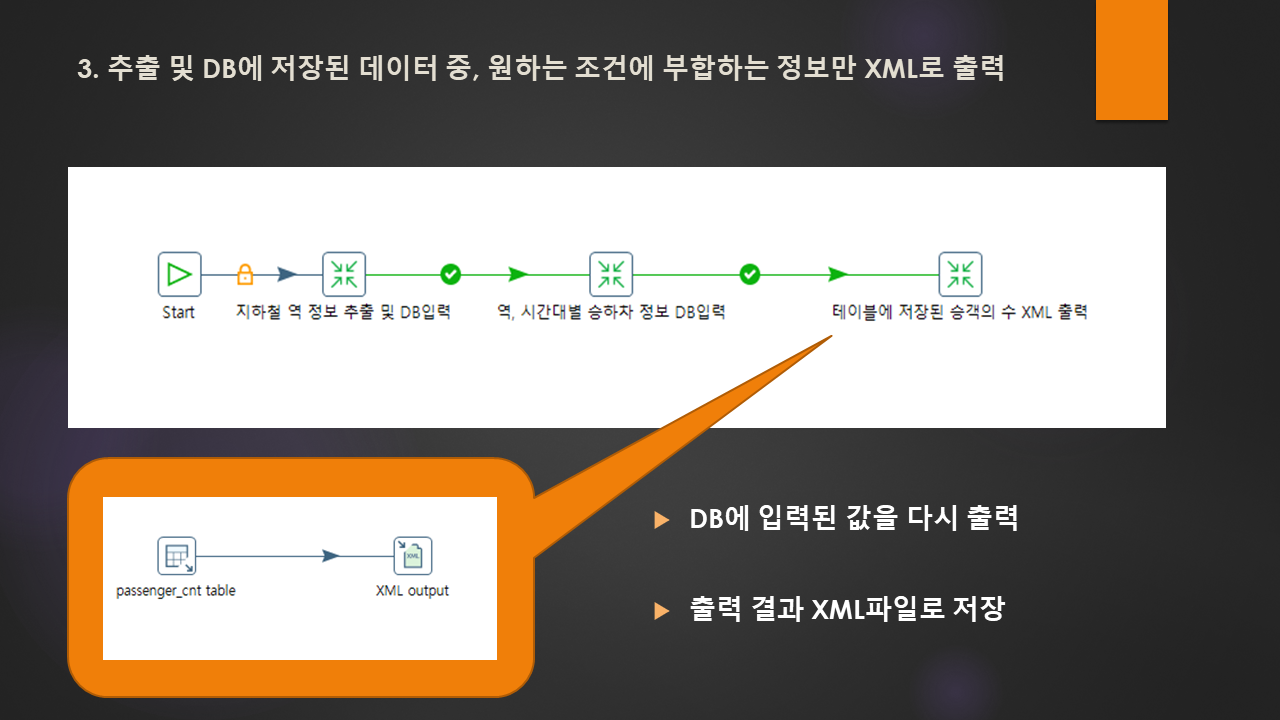 3. 추출 및 DB에 저장된 데이터 중, 원하는 조건에 부합하는 정보만 XML로 출력
Start
지하철 역 정보 추출 및 DB입력
역, 시간대별 승하차 정보 DB입력
테이블에 저장된 승객의 수 XML 출력
passenger_cnt table
XML
XML output
DB에 입력된 값을 다시 출력
출력 결과 XML파일로 저장